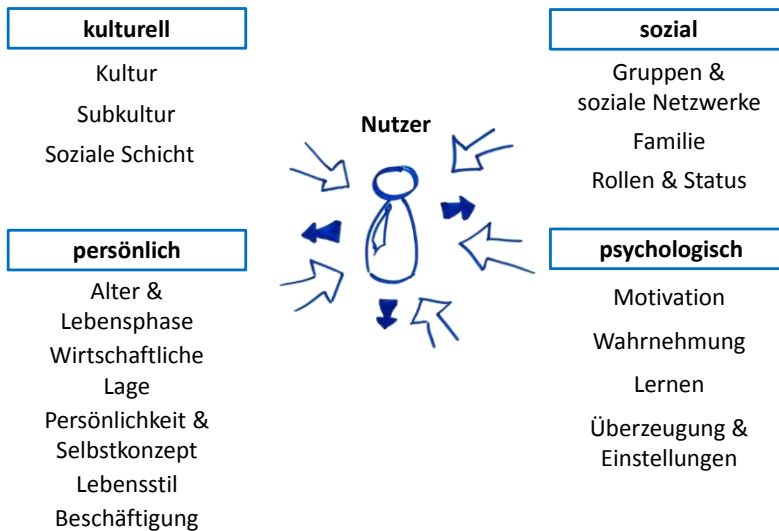 kulturell
Kultur
Subkultur
Soziale Schicht
sozial
Gruppen &
soziale Netzwerke
Familie
Rollen & Status
Nutzer
persönlich
Alter &
Lebensphase
Wirtschaftliche
Lage
Persönlichkeit &
Selbstkonzept
Lebensstil
Beschäftigung
psychologisch
Motivation
Wahrnehmung
Lernen
Überzeugung &
Einstellungen